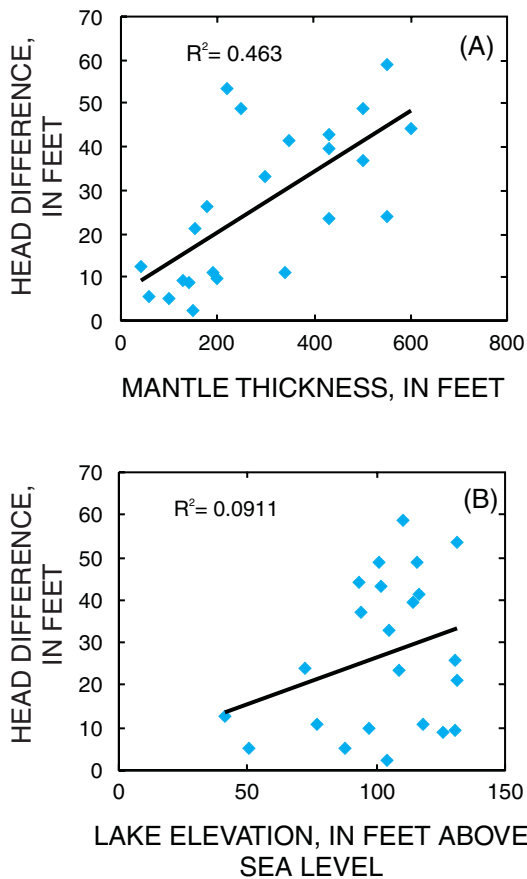 HEAD DIFFERENCE,
IN FEET
70
60
50
40
30
20
10
0
R²= 0.463
(A)
0
200
400
600
800
MANTLE THICKNESS, IN FEET
HEAD DIFFERENCE,
IN FEET
70
60
50
40
30
20
10
0
R²= 0.0911
(B)
0
50
100
150
LAKE ELEVATION, IN FEET ABOVE
SEA LEVEL